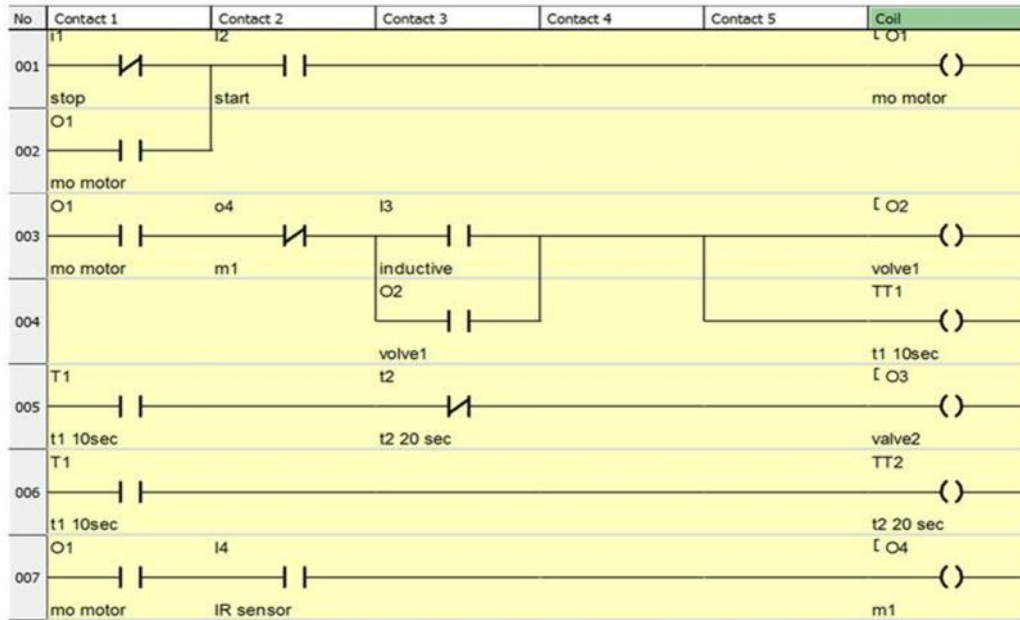 No Contact 1 Contact 2 Contact 3 Contact 4 Contact 5 Coil
i1 I2 [ O1
001
stop start mo motor
O1
002
mo motor
O1 o4 I3 [ O2
003
mo motor m1 inductive volve1
O2 TT1
004
volve1 t1 10sec
T1 t2 [ O3
005
t1 10sec t2 20 sec valve2
T1 TT2
006
t1 10sec t2 20 sec
O1 I4 [ O4
007
mo motor IR sensor m1